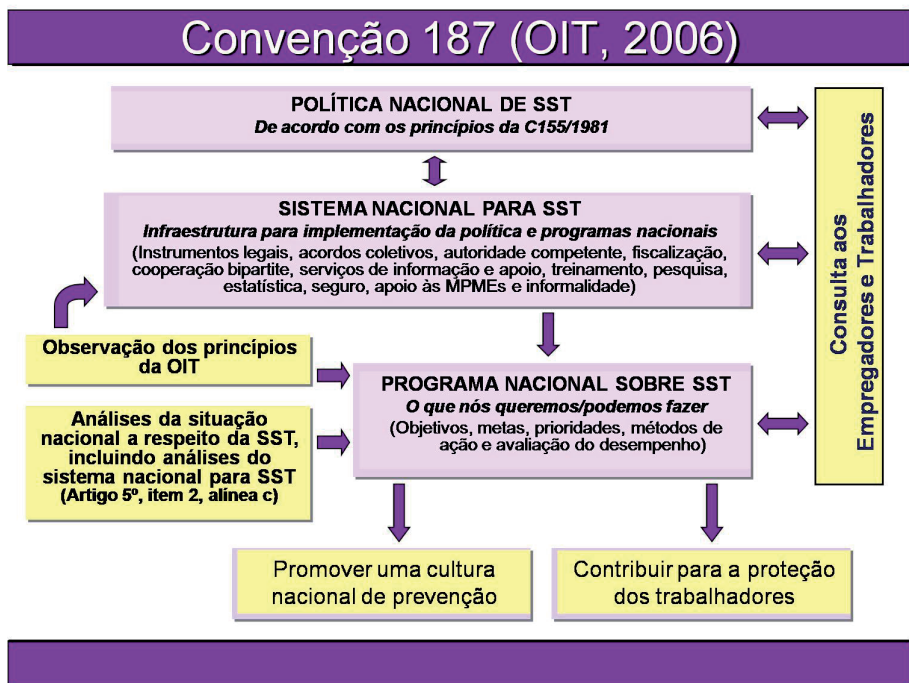 Convenção 187 (OIT, 2006)
POLÍTICA NACIONAL DE SST
De acordo com os princípios da C155/1981
SISTEMA NACIONAL PARA SST
Infraestrutura para implementação da política e programas nacionais
(Instrumentos legais, acordos coletivos, autoridade competente, fiscalização,
cooperação bipartite, serviços de informação e apoio, treinamento, pesquisa,
estatística, seguro, apoio às MPMEs e informalidade)
Consulta aos
Empregadores e Trabalhadores
Observação dos princípios
da OIT
PROGRAMA NACIONAL SOBRE SST
O que nós queremos/podemos fazer
(Objetivos, metas, prioridades, métodos de
ação e avaliação do desempenho)
Análises da situação
nacional a respeito da SST,
incluindo análises do
sistema nacional para SST
(Artigo 5º, item 2, alínea c)
Promover uma cultura
nacional de prevenção
Contribuir para a proteção
dos trabalhadores